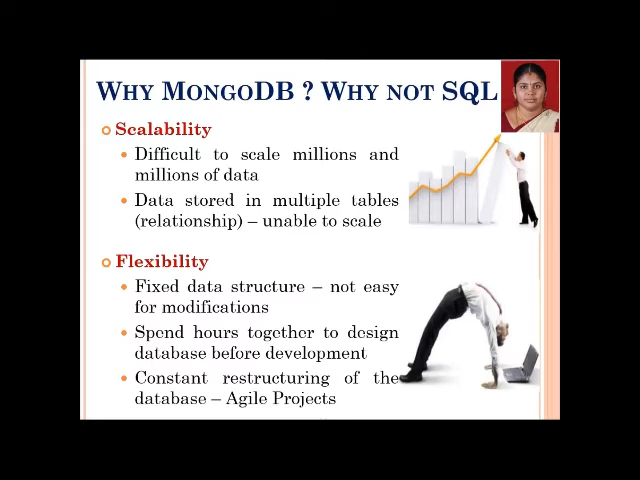 WHY MONGODB ? WHY NOT SQL
Scalability
Difficult to scale millions and
millions of data
Data stored in multiple tables
(relationship) – unable to scale
Flexibility
Fixed data structure – not easy
for modifications
Spend hours together to design
database before development
Constant restructuring of the
database – Agile Projects